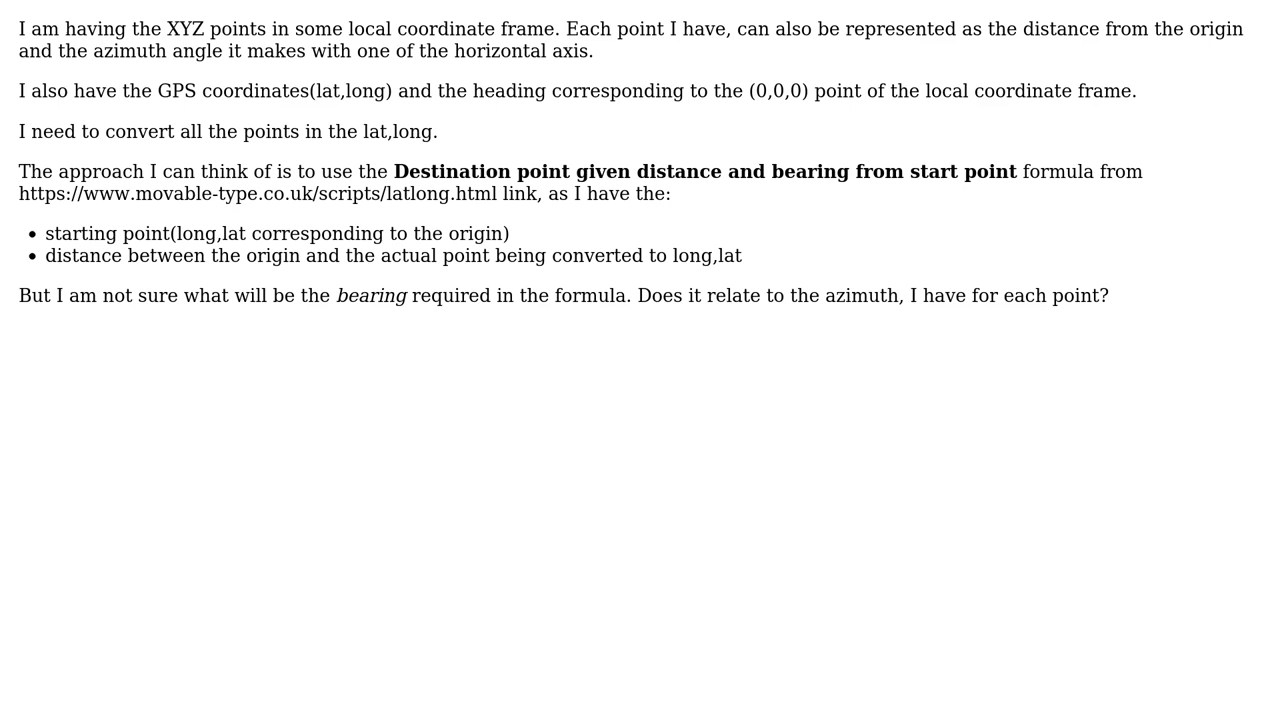 I am having the XYZ points in some local coordinate frame. Each point I have, can also be represented as the distance from the origin
and the azimuth angle it makes with one of the horizontal axis.
I also have the GPS coordinates(lat,long) and the heading corresponding to the (0,0,0) point of the local coordinate frame.
I need to convert all the points in the lat,long.
The approach I can think of is to use the Destination point given distance and bearing from start point formula from
https://www.movable-type.co.uk/scripts/latlong.html link, as I have the:
• starting point(long,lat corresponding to the origin)
• distance between the origin and the actual point being converted to long,lat
But I am not sure what will be the bearing required in the formula. Does it relate to the azimuth, I have for each point?